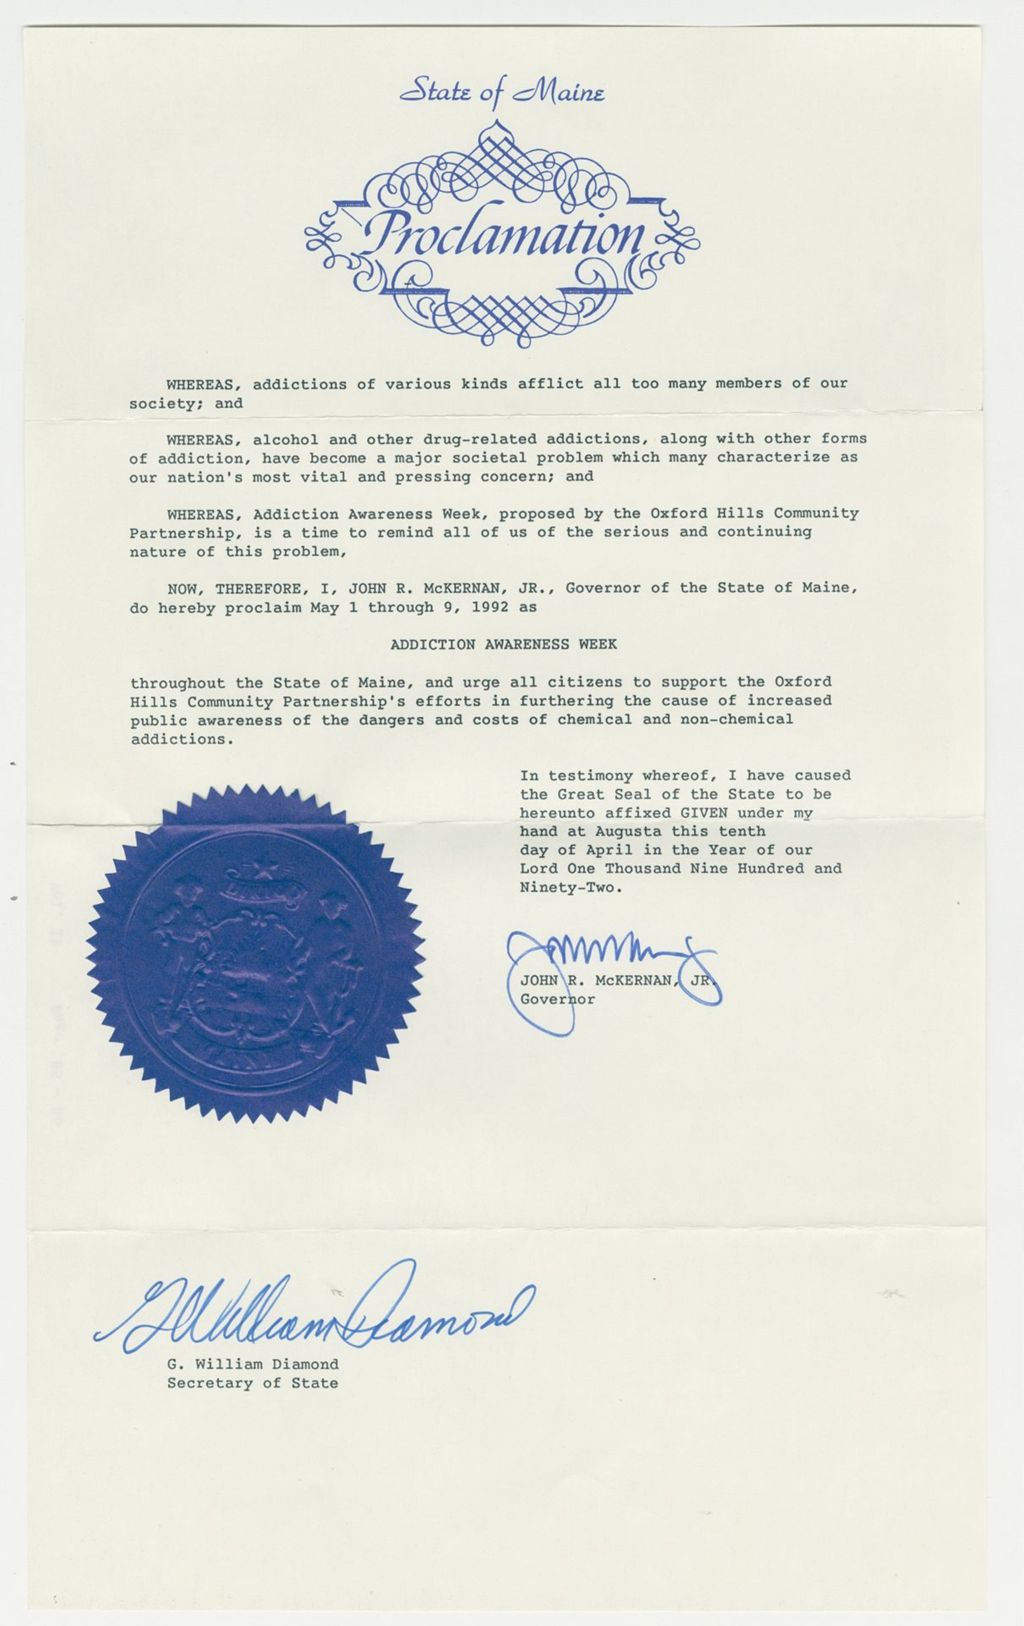 State of Maine
Proclamation
WHEREAS, addictions of various kinds afflict all too many members of our
society; and
WHEREAS, alcohol and other drug-related addictions, along with other forms
of addiction, have become a major societal problem which many characterize as
our nation's most vital and pressing concern; and
WHEREAS, Addiction Awareness Week, proposed by the Oxford Hills Community
Partnership, is a time to remind all of us of the serious and continuing
nature of this problem,
NOW, THEREFORE, I, JOHN R. McKERNAN, JR., Governor of the State of Maine,
do hereby proclaim May 1 through 9, 1992 as
ADDICTION AWARENESS WEEK
throughout the State of Maine, and urge all citizens to support the Oxford
Hills Community Partnership's efforts in furthering the cause of increased
public awareness of the dangers and costs of chemical and non-chemical
addictions.
In testimony whereof, I have caused
the Great Seal of the State to be
hereunto affixed GIVEN under my
hand at Augusta this tenth
day of April in the Year of our
Lord One Thousand Nine Hundred and
Ninety-Two.
JOHN R. McKERNAN, JR.
Governor
G William Diamond
G. William Diamond
Secretary of State